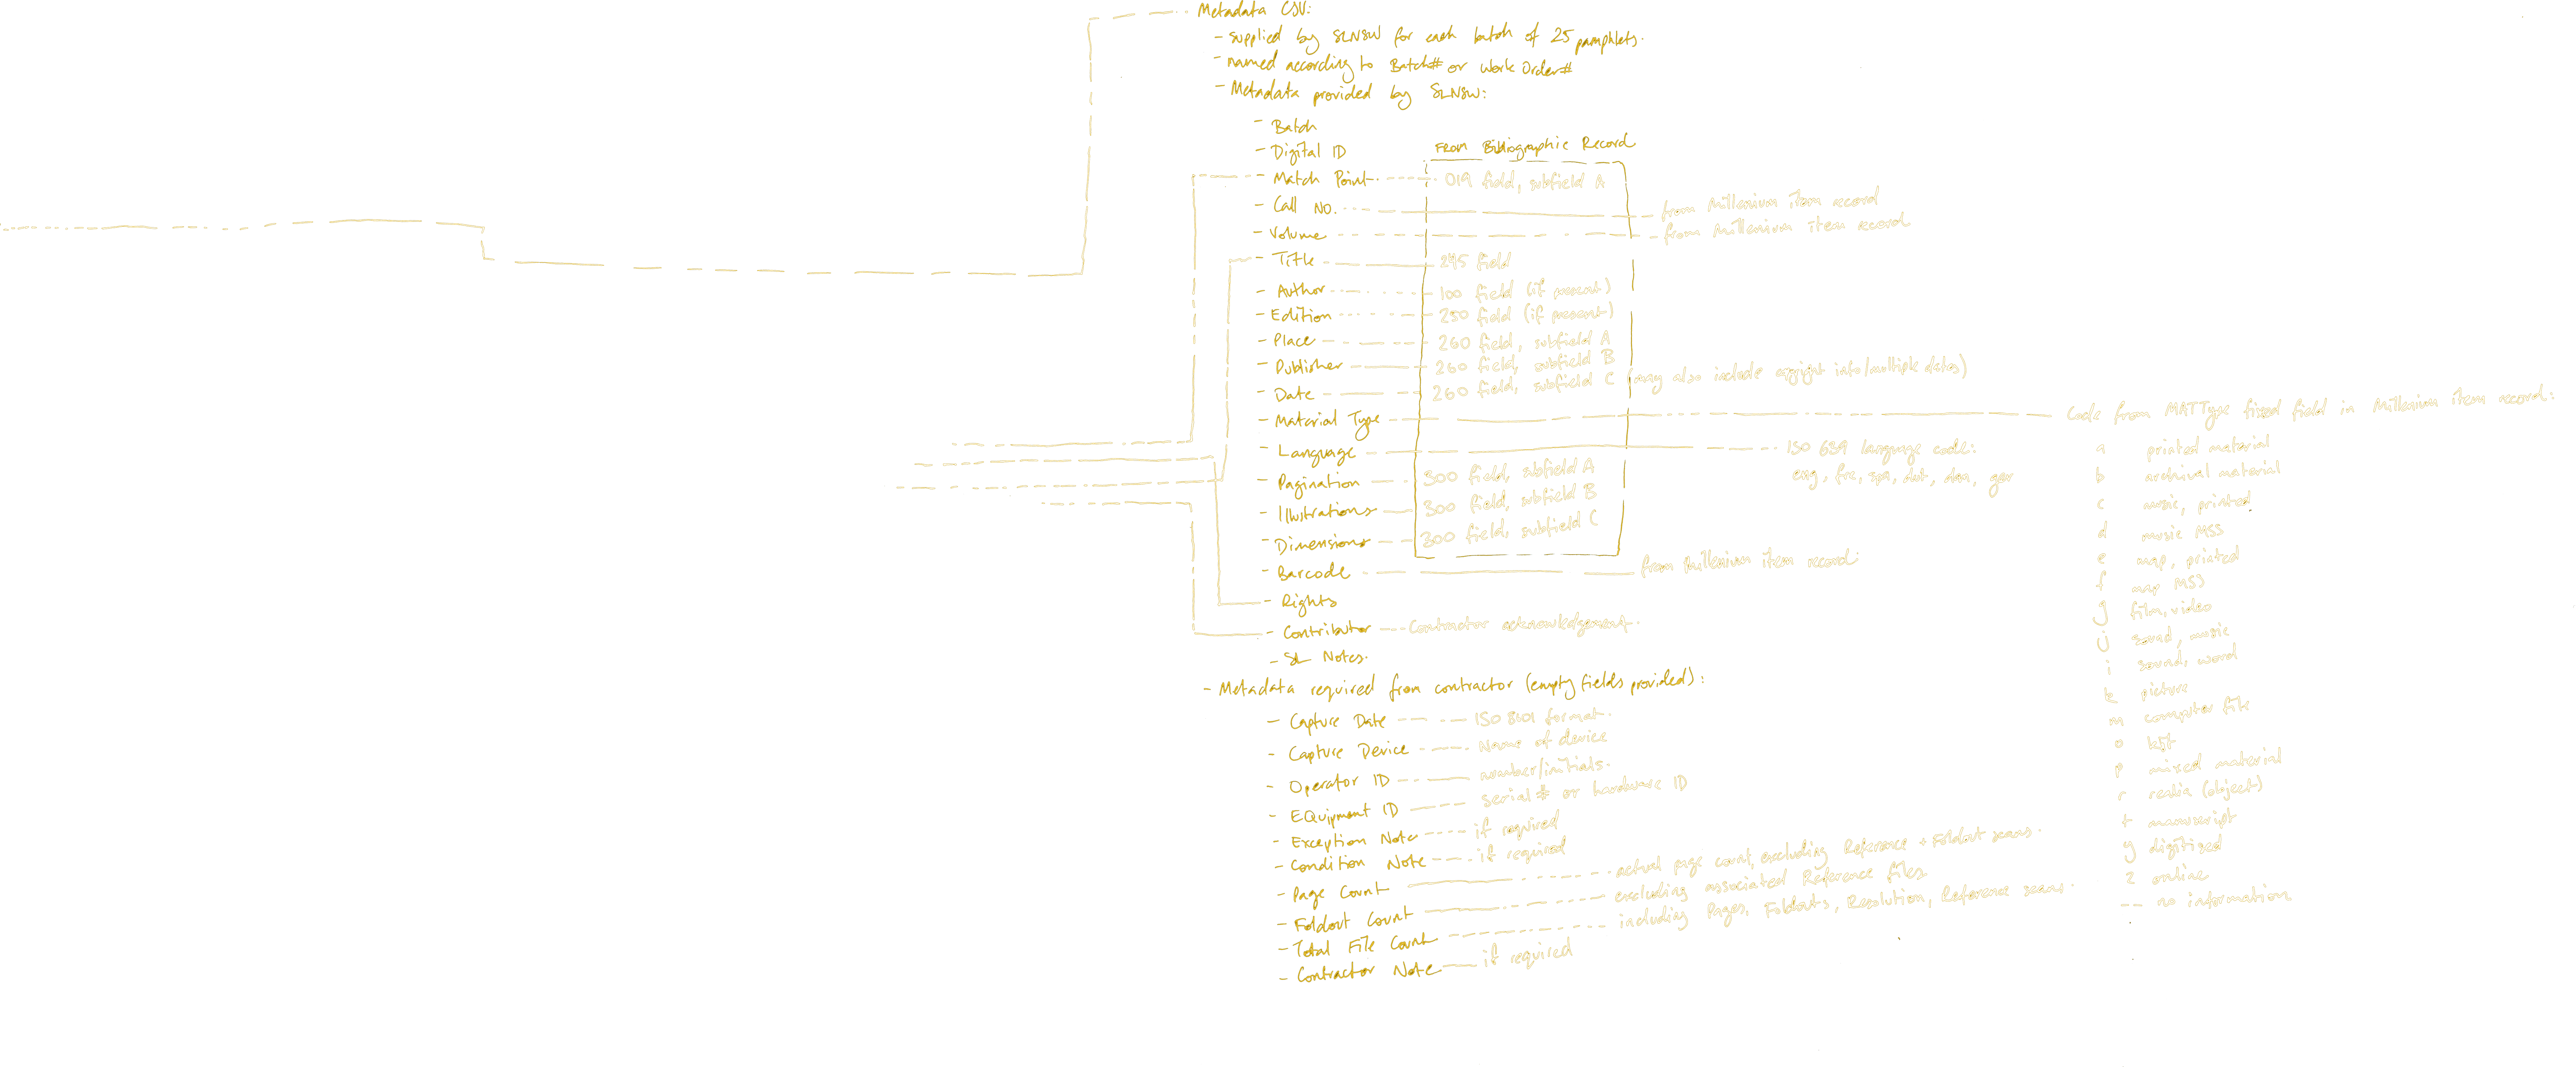 Metadata CSV:
- supplied by SLNSW for each batch of 25 pamphlets.
- named according to Batch# or Work Order#
- Metadata provided by SLNSW:
- Batch
- Digital ID
From Bibliographic Record
- Match Point. 019 field, subfield A
- Call No. from Millenium item record
- Volume from Millenium item record
- Title 245 field
- Author 100 field (if present)
- Edition 250 field (if present)
- Place 260 field, subfield A
- Publisher 260 field, subfield B
- Date 260 field, subfield C (may also include copyright info/multiple dates)
- Material Type Code from MATType fixed field in Millenium item record:
- Language ISO 639 language code:
eng, fre, spa, dut, dan, ger
- Pagination 300 field, subfield A
- Illustrations 300 field, subfield B
- Dimensions 300 field, subfield C
- Barcode from Millenium item record
- Rights
- Contributor Contractor acknowledgement.
- SL Notes.
a printed material
b archival material
c music, printed
d music MSS
e map, printed
f map MSS
g film, video
j sound, music
i sound, word
k picture
m computer file
o kit
p mixed material
r realia (object)
t manuscript
y digitized
z online
-- no information
- Metadata required from contractor (empty fields provided):
- Capture Date ISO 8601 format.
- Capture Device Name of device
- Operator ID number/initials.
- EQuipment ID serial # or hardware ID
- Exception Note if required
- Condition Note if required
- Page Count actual page count, excluding Reference + Foldout scans.
- Foldout Count excluding associated Reference files
- Total File Count including Pages, Foldouts, Resolution, Reference scans.
- Contractor Note if required